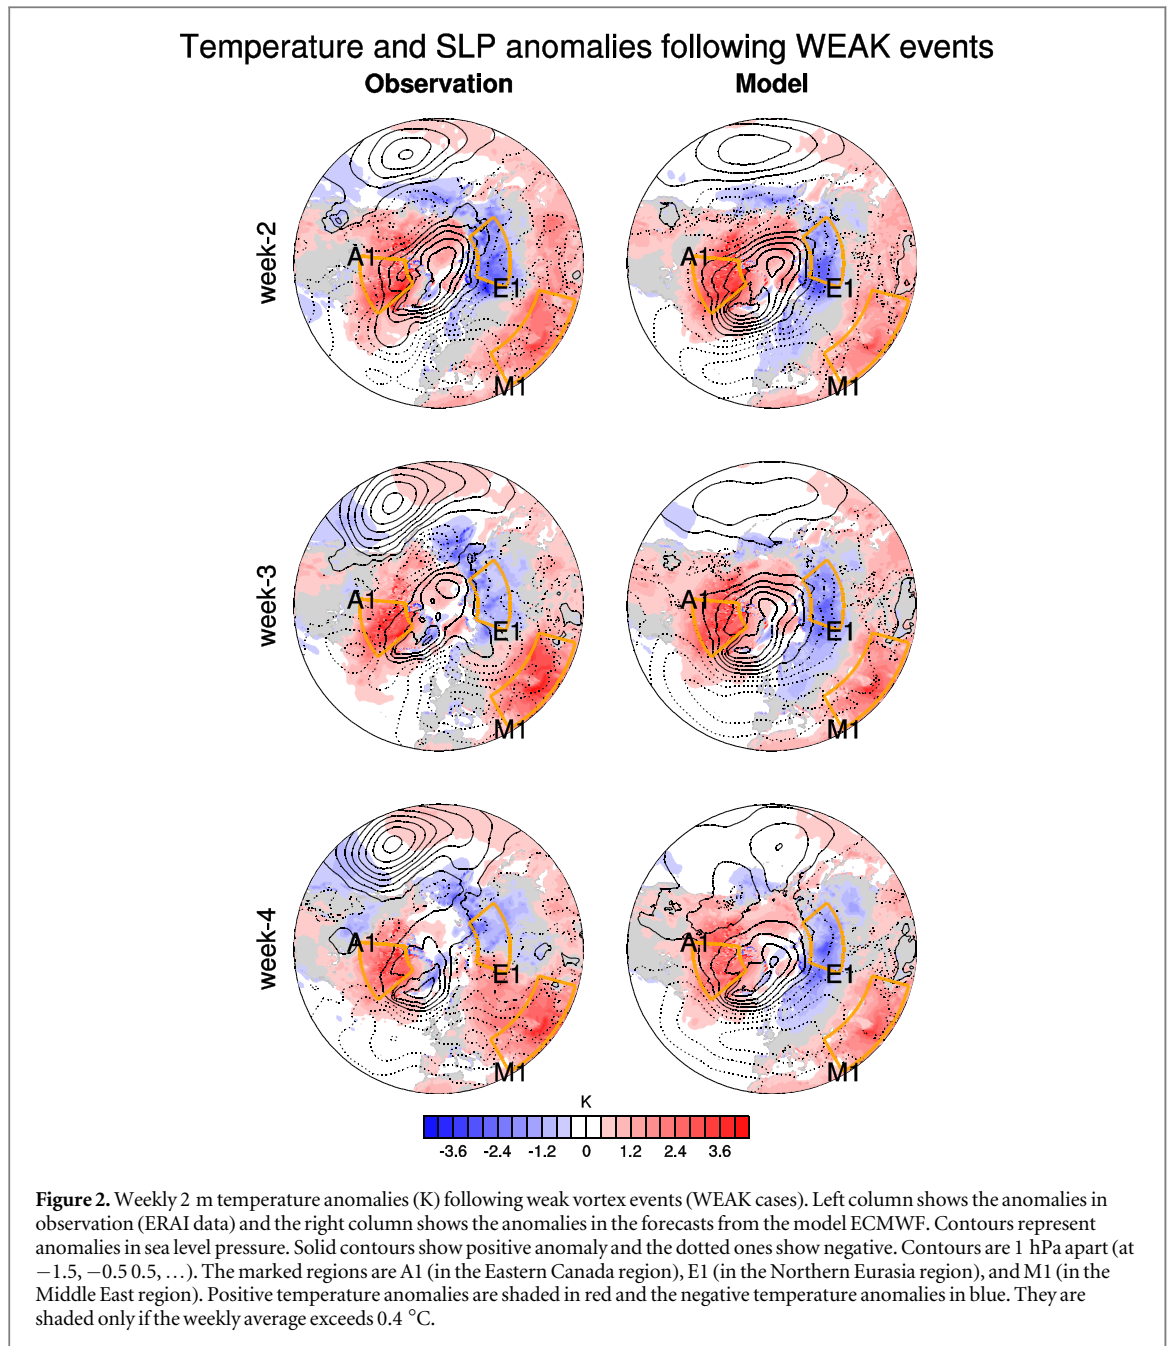 Temperature and SLP anomalies following WEAK events
Observation
Model
week-2
A1
E1
M1
A1
E1
M1
week-3
A1
E1
M1
A1
E1
M1
week-4
A1
E1
M1
A1
E1
M1
K
-3.6 -2.4 -1.2 0 1.2 2.4 3.6
Figure 2. Weekly 2 m temperature anomalies (K) following weak vortex events (WEAK cases). Left column shows the anomalies in
observation (ERAI data) and the right column shows the anomalies in the forecasts from the model ECMWF. Contours represent
anomalies in sea level pressure. Solid contours show positive anomaly and the dotted ones show negative. Contours are 1 hPa apart (at
−1.5, −0.5 0.5, …). The marked regions are A1 (in the Eastern Canada region), E1 (in the Northern Eurasia region), and M1 (in the
Middle East region). Positive temperature anomalies are shaded in red and the negative temperature anomalies in blue. They are
shaded only if the weekly average exceeds 0.4 °C.